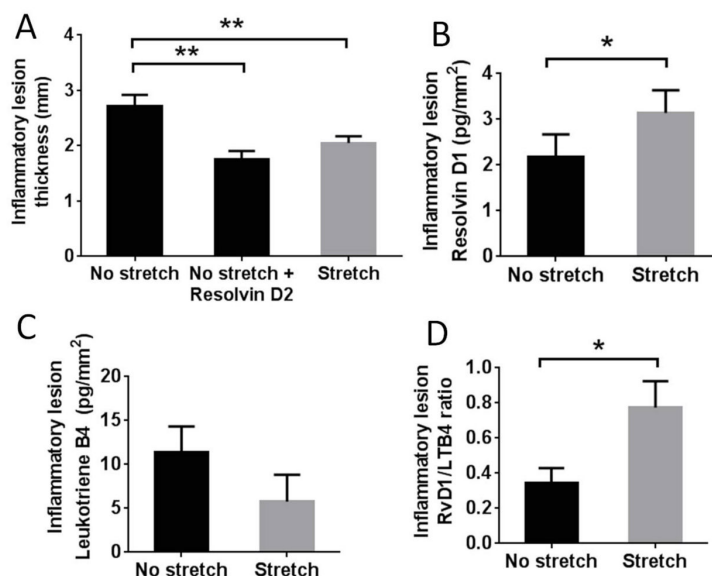 A
Inflammatory lesion
thickness (mm)
4
3
2
1
0
**
**
No stretch
No stretch +
Resolvin D2
Stretch
B
Inflammatory lesion
Resolvin D1 (pg/mm²)
4
3
2
1
0
*
No stretch
Stretch
C
Inflammatory lesion
Leukotriene B4 (pg/mm²)
20
15
10
5
0
No stretch
Stretch
D
Inflammatory lesion
RvD1/LTB4 ratio
1.0
0.8
0.6
0.4
0.2
0.0
*
No stretch
Stretch